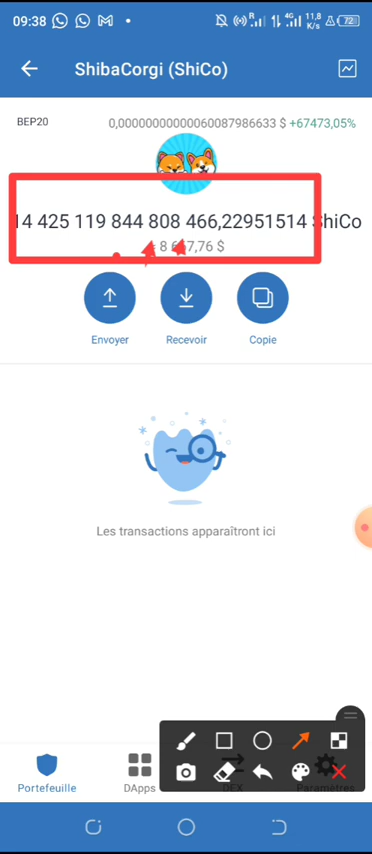 09:38
R
4G
11,8
K/s
72
ShibaCorgi (ShiCo)
BEP20
0,00000000000060087986633 $ +67473,05%
14 425 119 844 808 466,22951514 ShiCo
Envoyer
Recevoir
Copie
Les transactions apparaîtront ici
Portefeuille
DApps
DEX
Paramètres